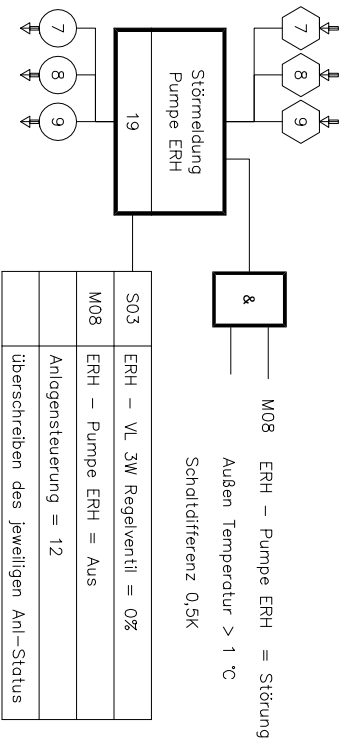 7
8
9
Störmeldung
Pumpe ERH
19
7
8
9
&
M08 ERH – Pumpe ERH = Störung
Außen Temperatur > 1 °C
Schaltdifferenz 0,5K
S03 ERH – VL 3W Regelventil = 0%
M08 ERH – Pumpe ERH = Aus
Anlagensteuerung = 12
überschreiben des jeweiligen Anl–Status